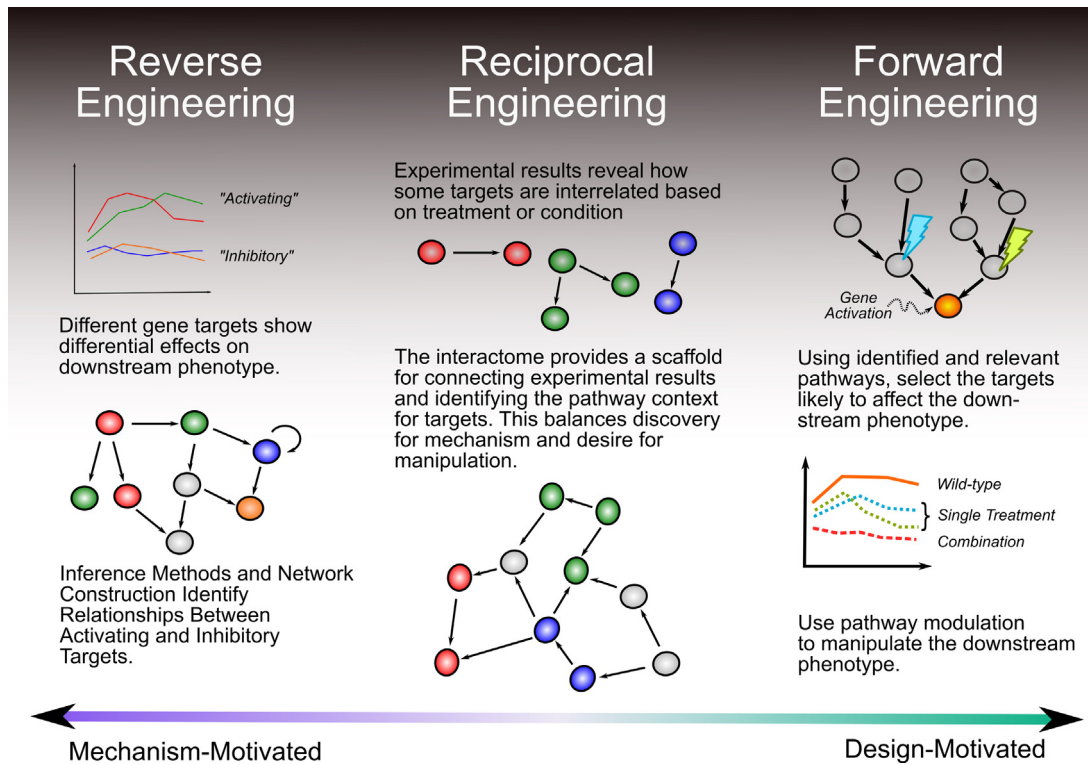 Reverse
Engineering
"Activating"
"Inhibitory"
Different gene targets show
differential effects on
downstream phenotype.
Inference Methods and Network
Construction Identify
Relationships Between
Activating and Inhibitory
Targets.
Reciprocal
Engineering
Experimental results reveal how
some targets are interrelated based
on treatment or condition
The interactome provides a scaffold
for connecting experimental results
and identifying the pathway context
for targets. This balances discovery
for mechanism and desire for
manipulation.
Forward
Engineering
Gene
Activation
Using identified and relevant
pathways, select the targets
likely to affect the down-
stream phenotype.
Wild-type
Single Treatment
Combination
Use pathway modulation
to manipulate the downstream
phenotype.
Mechanism-Motivated
Design-Motivated